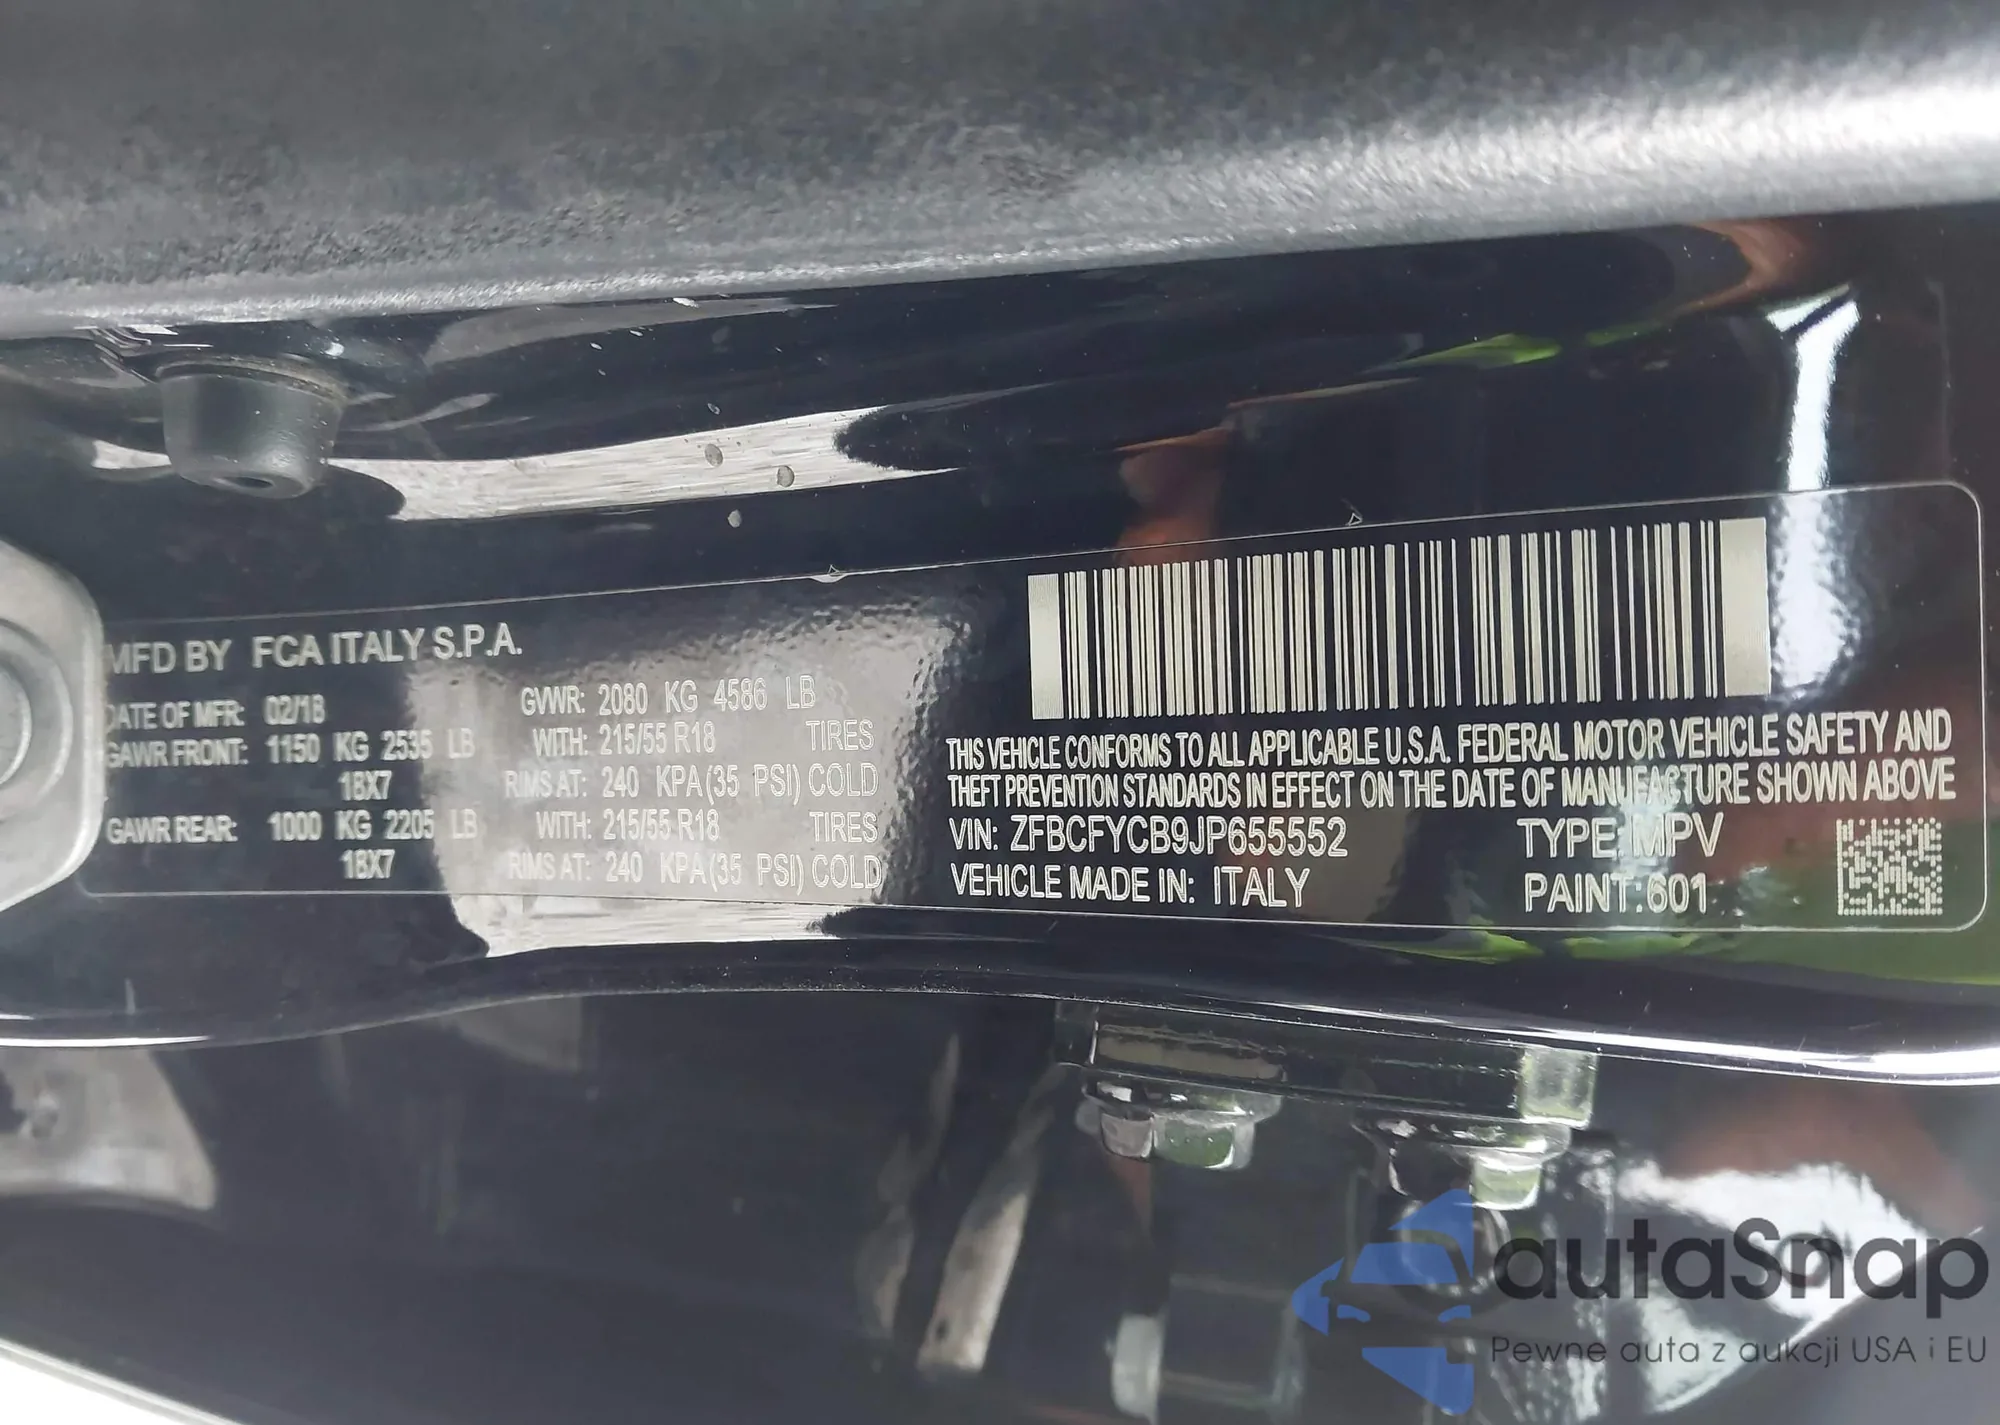 MFD BY FCA ITALY S.P.A.
DATE OF MFR: 02/18 GVWR: 2080 KG 4586 LB
GAWR FRONT: 1150 KG 2535 LB WITH: 215/55 R18 TIRES
18X7 RIMS AT: 240 KPA (35 PSI) COLD
GAWR REAR: 1000 KG 2205 LB WITH: 215/55 R18 TIRES
18X7 RIMS AT: 240 KPA (35 PSI) COLD
THIS VEHICLE CONFORMS TO ALL APPLICABLE U.S.A. FEDERAL MOTOR VEHICLE SAFETY AND
THEFT PREVENTION STANDARDS IN EFFECT ON THE DATE OF MANUFACTURE SHOWN ABOVE
VIN: ZFBCFYCB9JP655552 TYPE: MPV
VEHICLE MADE IN: ITALY PAINT: 601
autaSnap
Pewne auta z aukcji USA i EU